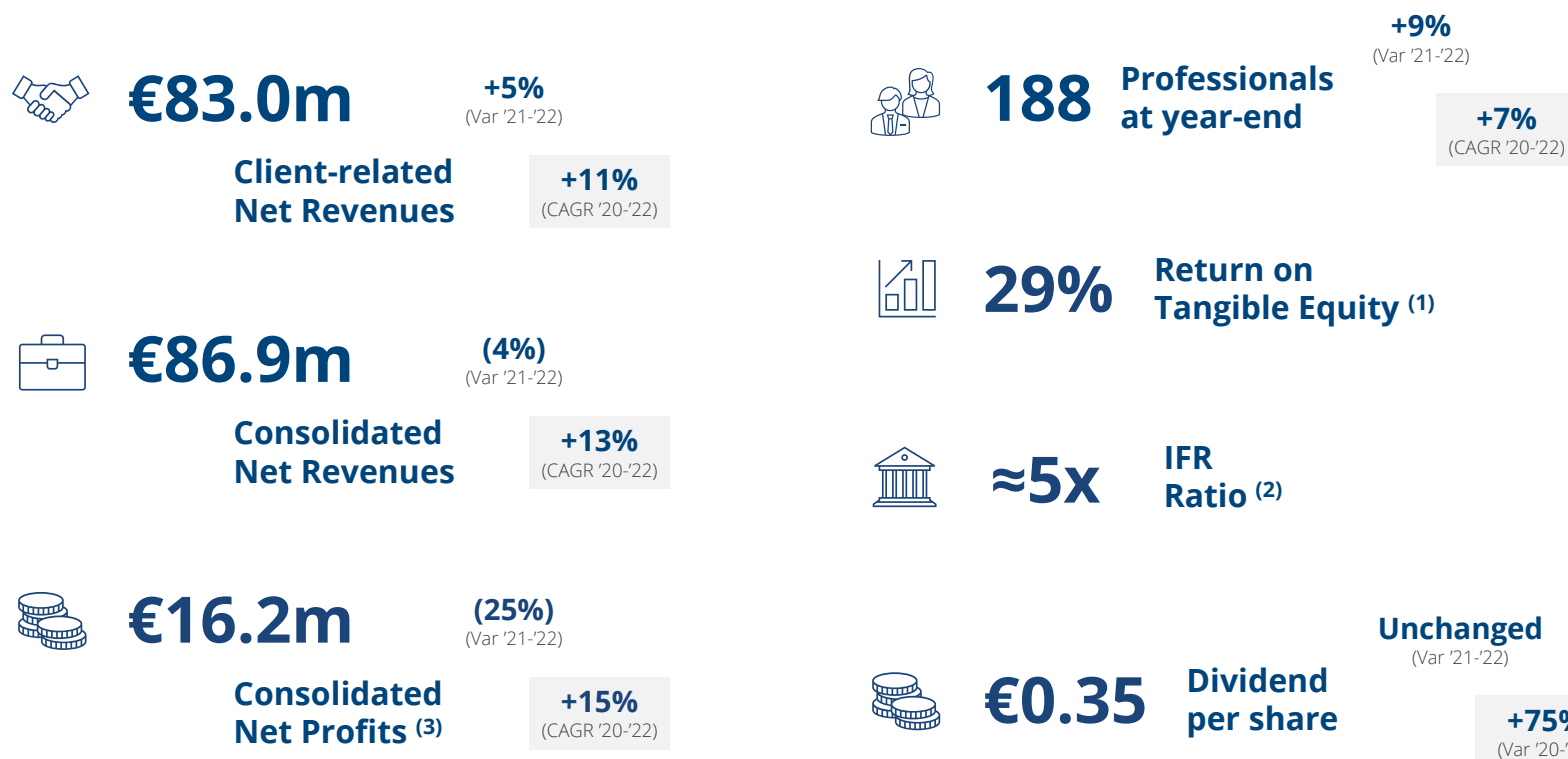 €83.0m
+5%
(Var '21-'22)
Client-related
Net Revenues
+11%
(CAGR '20-'22)
€86.9m
(4%)
(Var '21-'22)
Consolidated
Net Revenues
+13%
(CAGR '20-'22)
€16.2m
(25%)
(Var '21-'22)
Consolidated
Net Profits (3)
+15%
(CAGR '20-'22)
+9%
(Var '21-'22)
188
Professionals
at year-end
+7%
(CAGR '20-'22)
29%
Return on
Tangible Equity (1)
≈5x
IFR
Ratio (2)
Unchanged
(Var '21-'22)
€0.35
Dividend
per share
+75%
(Var '20-'